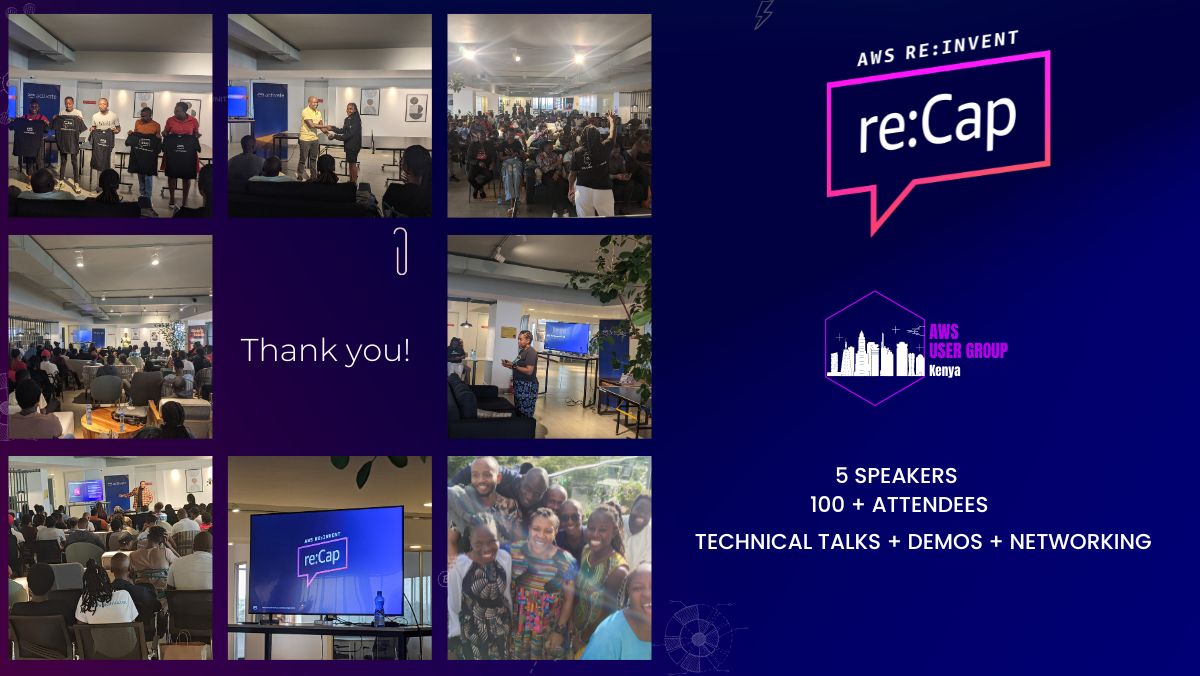 AWS RE:INVENT
re:Cap
Thank you!
AWS
USER GROUP
Kenya
5 SPEAKERS
100 + ATTENDEES
TECHNICAL TALKS + DEMOS + NETWORKING
activate
AWS RE:INVENT
re:Cap